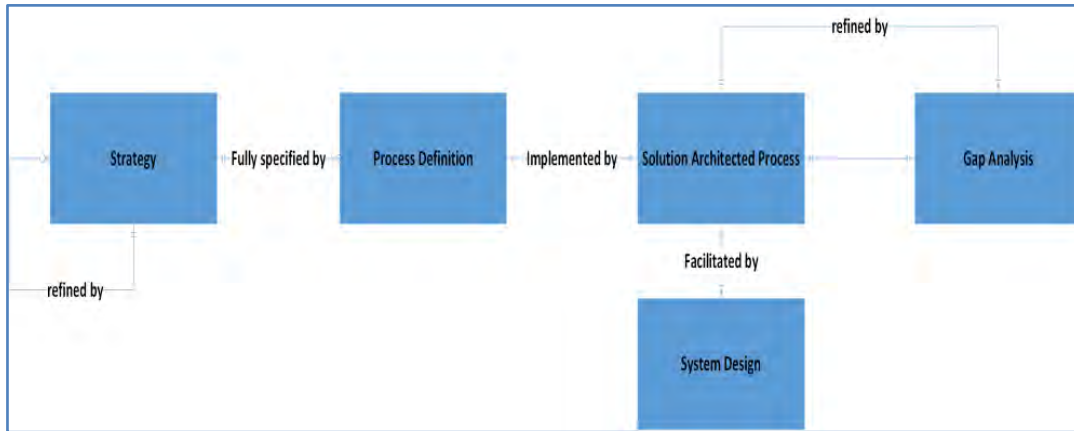 refined by
Strategy
Fully specified by
Process Definition
Implemented by
Solution Architected Process
Gap Analysis
Facilitated by
refined by
System Design